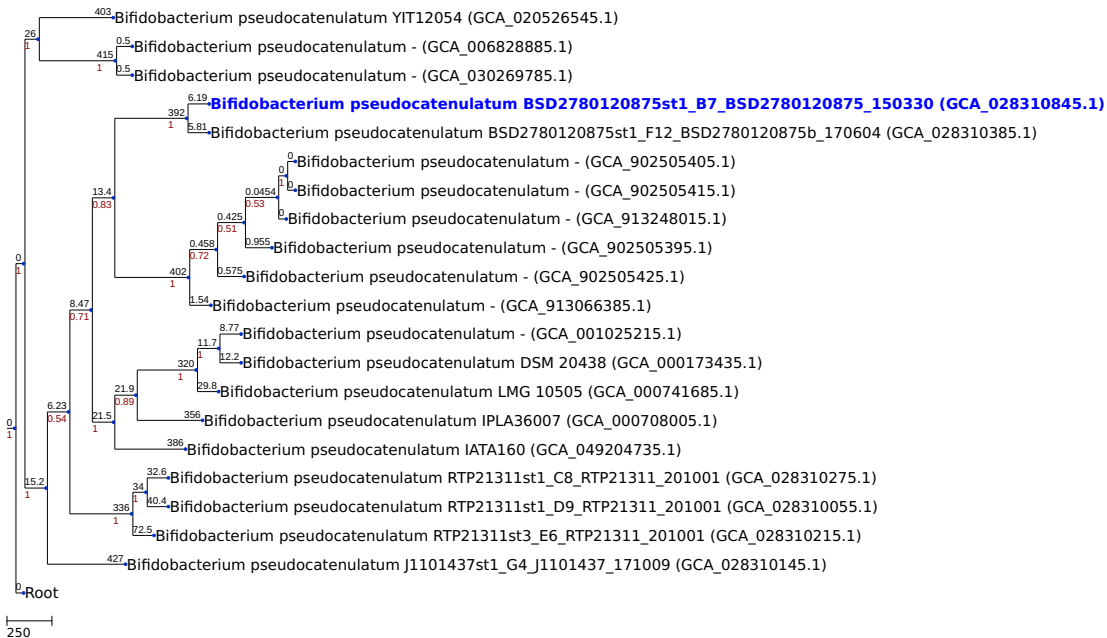 403 Bifidobacterium pseudocatenulatum YIT12054 (GCA_020526545.1)
26
1
0.5 Bifidobacterium pseudocatenulatum - (GCA_006828885.1)
415
1
0.5 Bifidobacterium pseudocatenulatum - (GCA_030269785.1)
6.19 Bifidobacterium pseudocatenulatum BSD2780120875st1_B7_BSD2780120875_150330 (GCA_028310845.1)
392
1
5.81 Bifidobacterium pseudocatenulatum BSD2780120875st1_F12_BSD2780120875b_170604 (GCA_028310385.1)
0 Bifidobacterium pseudocatenulatum - (GCA_902505405.1)
0
1
0 Bifidobacterium pseudocatenulatum - (GCA_902505415.1)
13.4
0.83
0.0454
0.53
0 Bifidobacterium pseudocatenulatum - (GCA_913248015.1)
0.425
0.51
0.955 Bifidobacterium pseudocatenulatum - (GCA_902505395.1)
0.458
0.72
0
1
402
1
0.575 Bifidobacterium pseudocatenulatum - (GCA_902505425.1)
1.54 Bifidobacterium pseudocatenulatum - (GCA_913066385.1)
8.47
0.71
8.77 Bifidobacterium pseudocatenulatum - (GCA_001025215.1)
11.7
1
12.2 Bifidobacterium pseudocatenulatum DSM 20438 (GCA_000173435.1)
320
1
29.8 Bifidobacterium pseudocatenulatum LMG 10505 (GCA_000741685.1)
21.9
0.89
6.23
0.54
356 Bifidobacterium pseudocatenulatum IPLA36007 (GCA_000708005.1)
21.5
1
0
1
386 Bifidobacterium pseudocatenulatum IATA160 (GCA_049204735.1)
32.6 Bifidobacterium pseudocatenulatum RTP21311st1_C8_RTP21311_201001 (GCA_028310275.1)
15.2
1
34
1
40.4 Bifidobacterium pseudocatenulatum RTP21311st1_D9_RTP21311_201001 (GCA_028310055.1)
336
1
72.5 Bifidobacterium pseudocatenulatum RTP21311st3_E6_RTP21311_201001 (GCA_028310215.1)
427 Bifidobacterium pseudocatenulatum J1101437st1_G4_J1101437_171009 (GCA_028310145.1)
0 Root
250